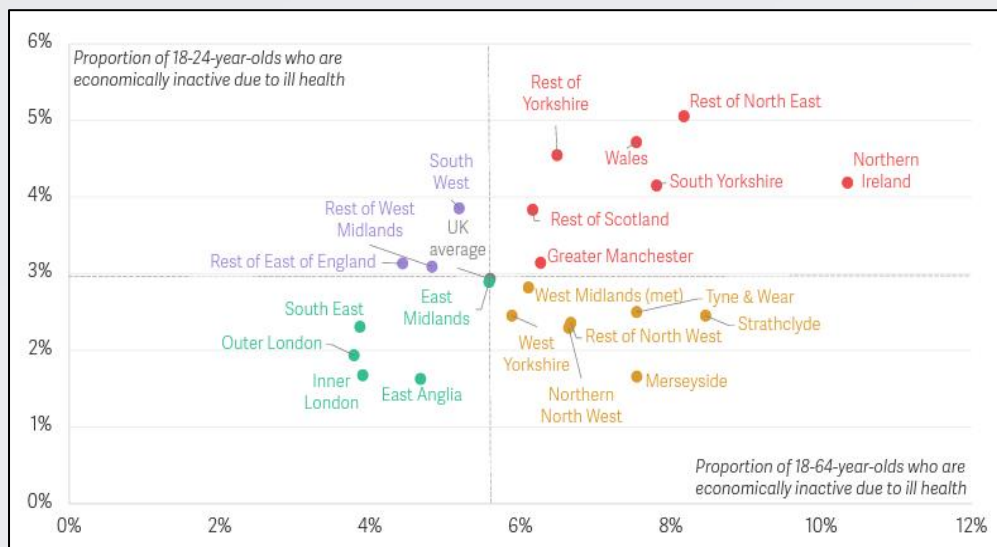 6%
Proportion of 18-24-year-olds who are
economically inactive due to ill health
Rest of
Yorkshire
Rest of North East
5%
Wales
South
West
Northern
Ireland
South Yorkshire
4%
Rest of West
Midlands
UK
average
Rest of Scotland
Rest of East of England
Greater Manchester
3%
East
Midlands
West Midlands (met)
Tyne & Wear
South East
Strathclyde
Outer London
West
Yorkshire
Rest of North West
2%
Inner
London
East Anglia
Northern
North West
Merseyside
1%
Proportion of 18-64-year-olds who are
economically inactive due to ill health
0%
0%
2%
4%
6%
8%
10%
12%